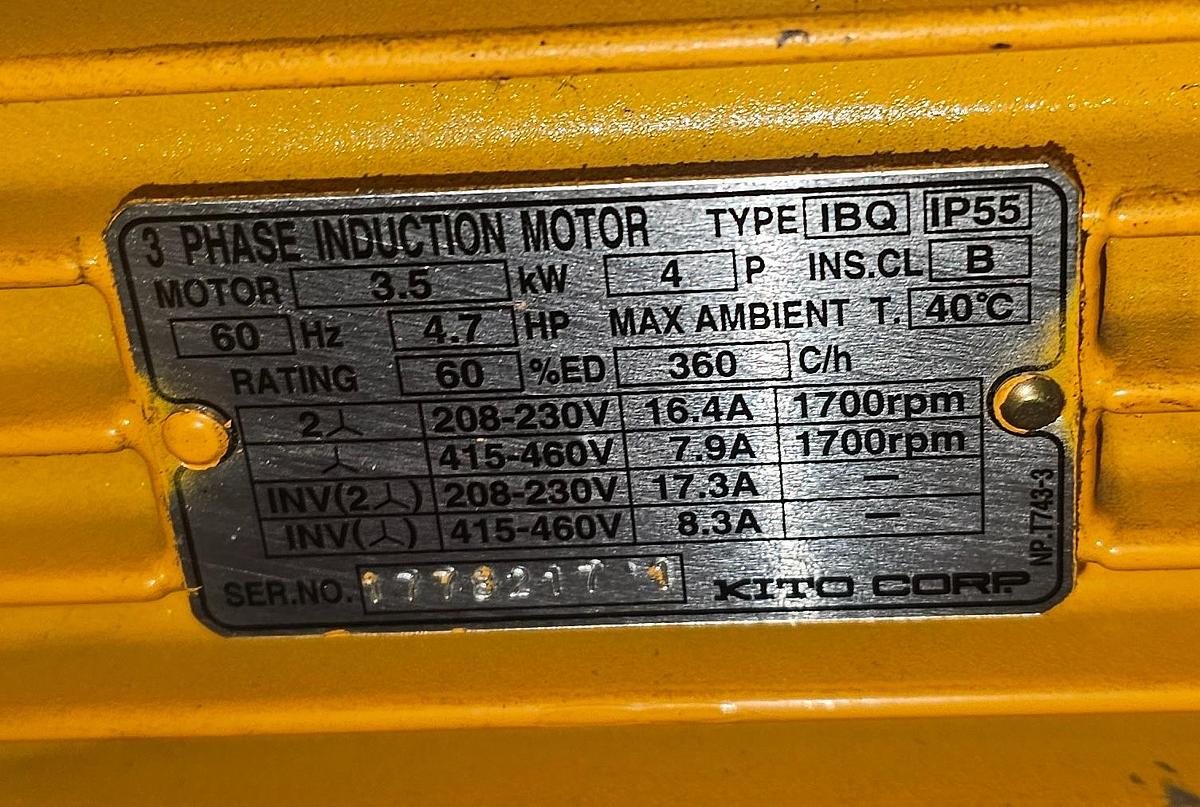 3 PHASE INDUCTION MOTOR TYPE IBQ IP55
MOTOR 3.5 kW 4 P INS.CL B
60 Hz 4.7 HP MAX AMBIENT T. 40°C
RATING 60 %ED 360 C/h
2⅄ 208-230V 16.4A 1700rpm
⅄ 415-460V 7.9A 1700rpm
INV(2⅄) 208-230V 17.3A —
INV(⅄) 415-460V 8.3A —
SER.NO. KITO CORP.
NP.T743-3